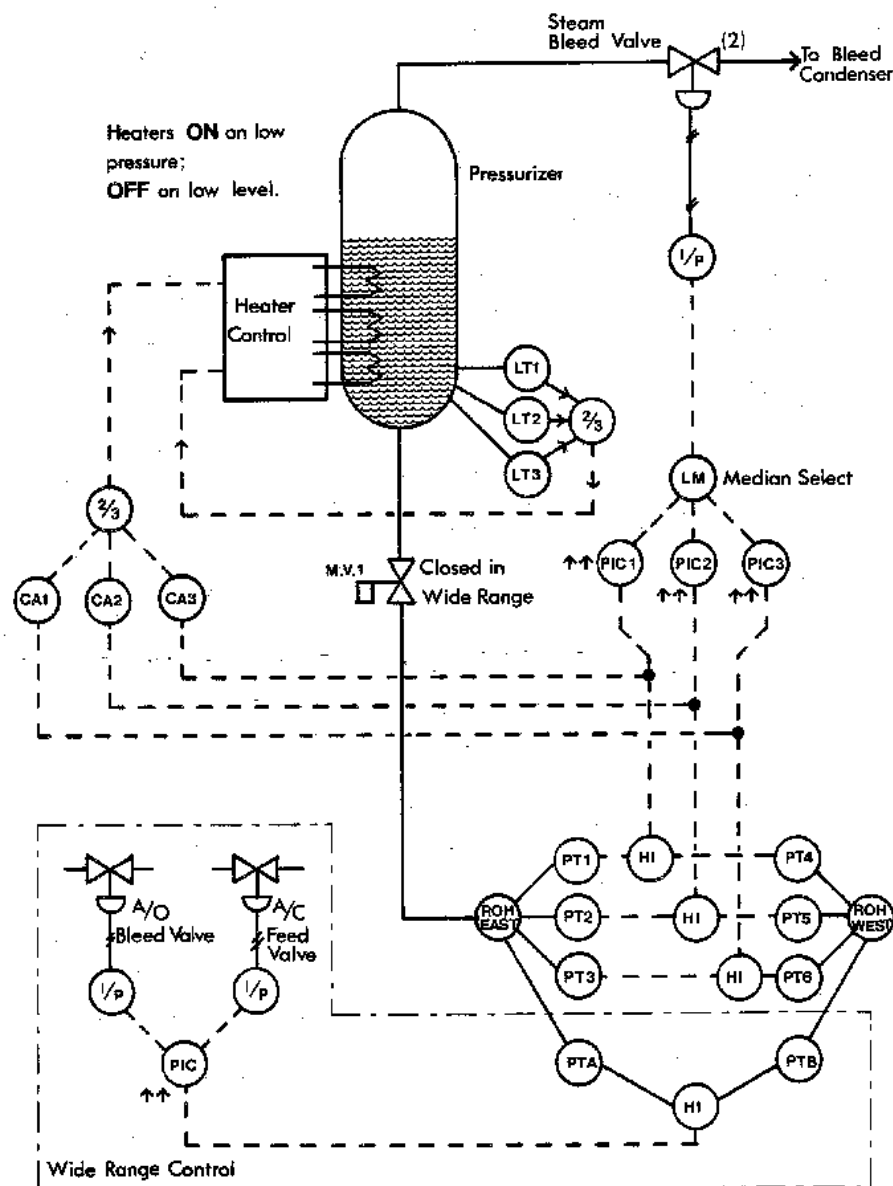 Steam
Bleed Valve
(2)
To Bleed
Condenser
Heaters ON on low
pressure;
OFF on low level.
Pressurizer
I/P
Heater
Control
LT1
LT2
2/3
LT3
LM
Median Select
2/3
PIC1
PIC2
PIC3
M.V.1
Closed in
Wide Range
CA1
CA2
CA3
PT1
HI
PT4
A/O
Bleed Valve
A/C
Feed
Valve
ROH
EAST
PT2
HI
PT5
ROH
WEST
PT3
HI
PT6
I/P
I/P
PIC
PTA
PTB
HI
Wide Range Control